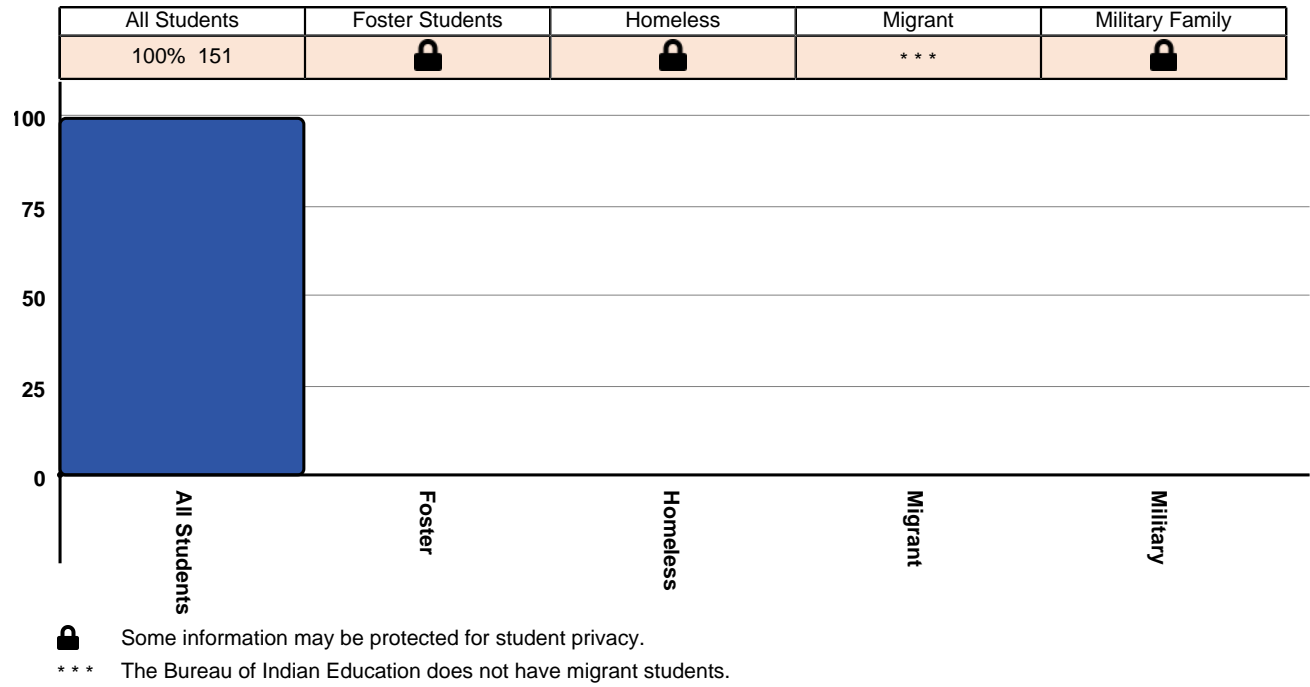 All Students Foster Students Homeless Migrant Military Family
100% 151 * * *
100
75
50
25
0
All Students
Foster
Homeless
Migrant
Military
Some information may be protected for student privacy.
* * * The Bureau of Indian Education does not have migrant students.